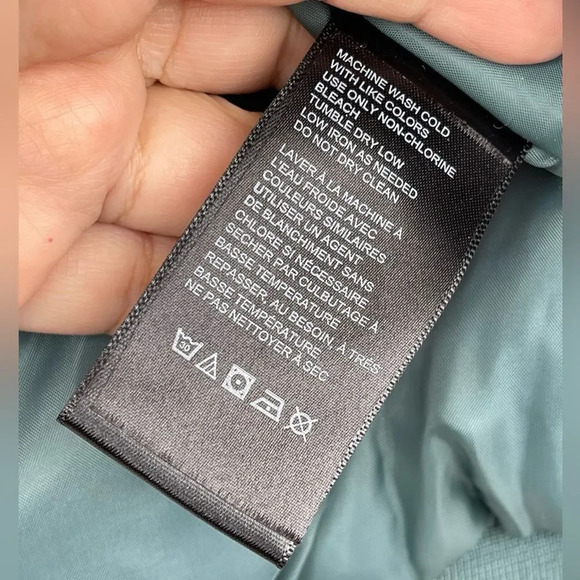 MACHINE WASH COLD
WITH LIKE COLORS
USE ONLY NON-CHLORINE
BLEACH
TUMBLE DRY LOW
LOW IRON AS NEEDED
DO NOT DRY CLEAN
LAVER À LA MACHINE À
L'EAU FROIDE AVEC
COULEURS SIMILAIRES
UTILISER UN AGENT
DE BLANCHIMENT SANS
CHLORE SI NÉCESSAIRE
SÉCHER PAR CULBUTAGE À
BASSE TEMPÉRATURE
REPASSER, AU BESOIN, À TRÈS
BASSE TEMPÉRATURE.
NE PAS NETTOYER À SEC
30